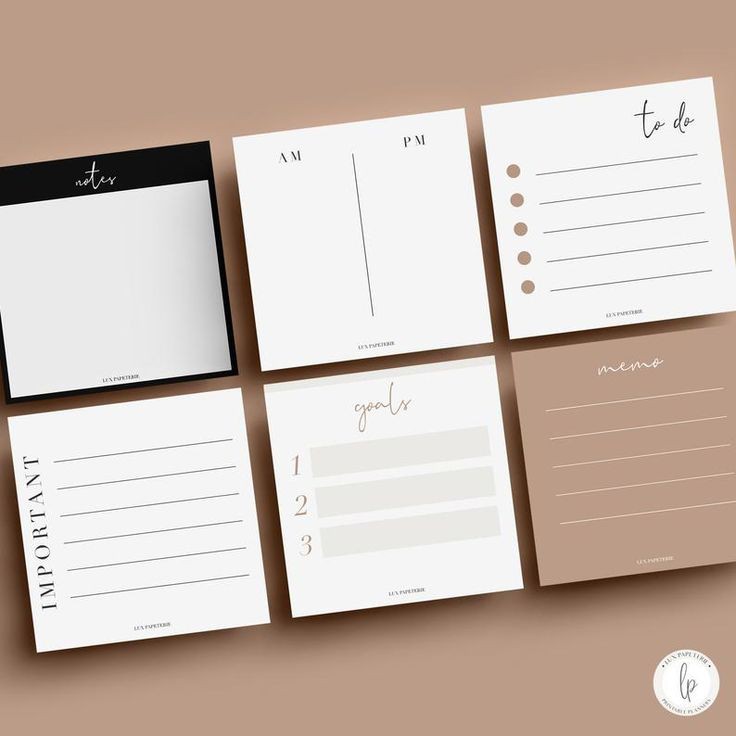 notes
LUX PAPETERIE
AM PM
LUX PAPETERIE
to do
LUX PAPETERIE
IMPORTANT
LUX PAPETERIE
goals
1
2
3
LUX PAPETERIE
memo
LUX PAPETERIE
LUX PAPETERIE
lp
PRINTABLE PLANNERS